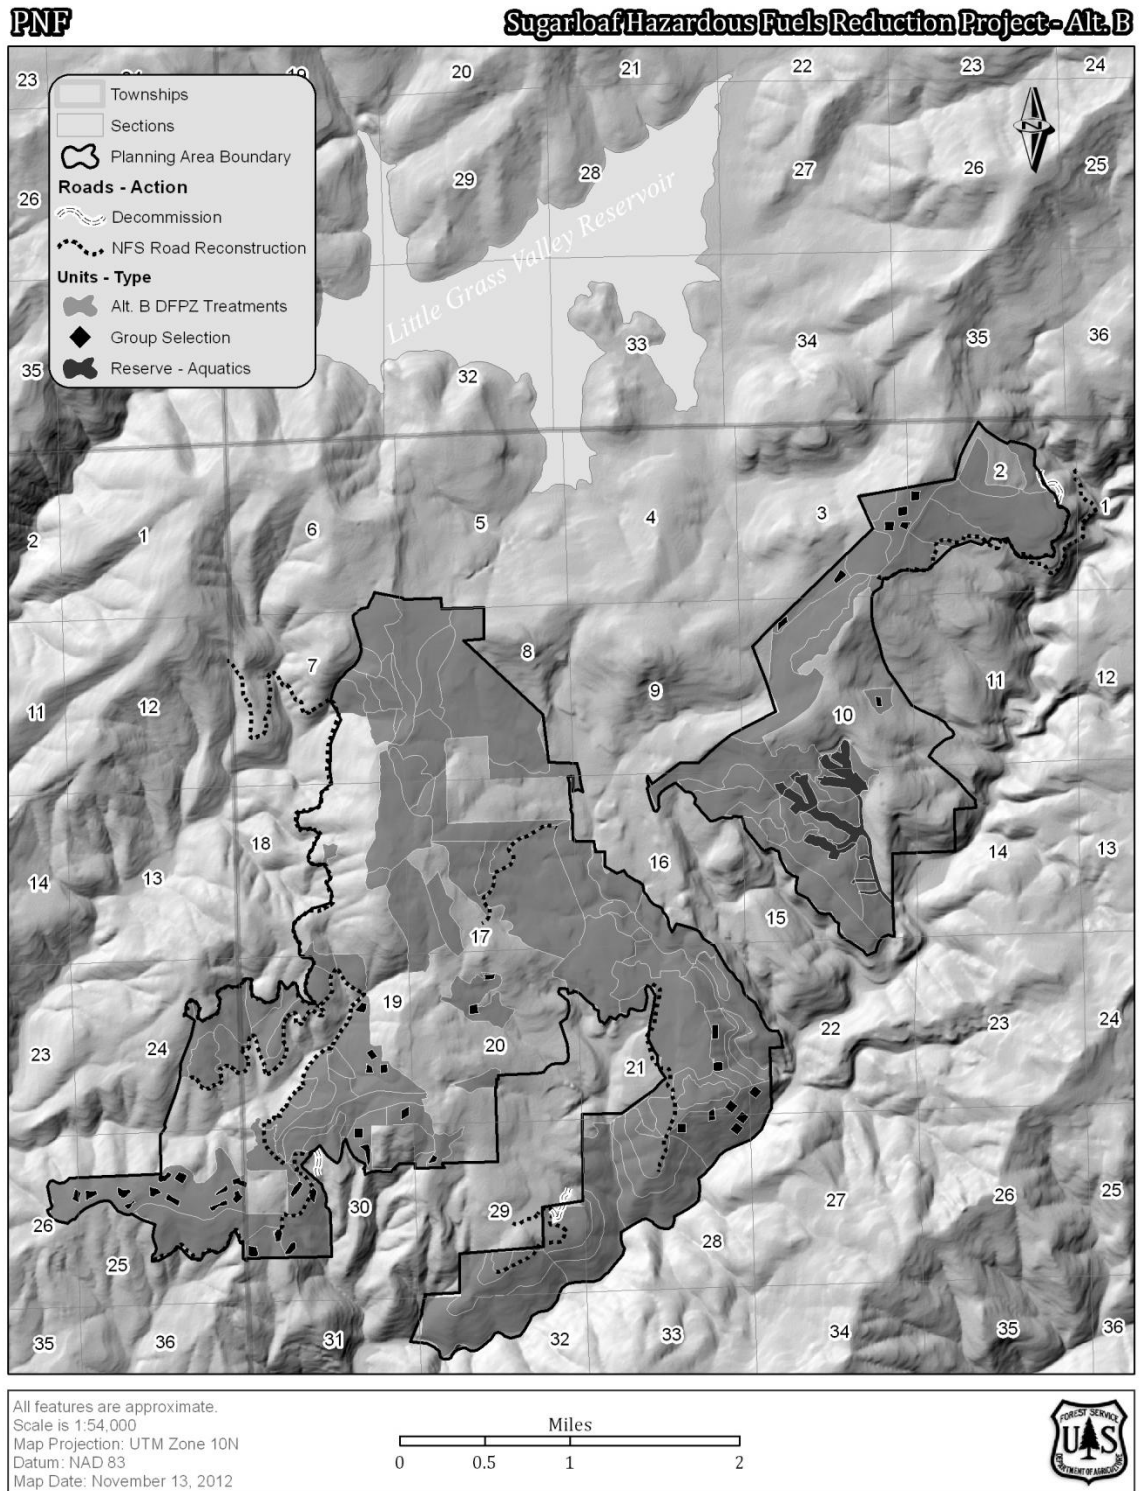 PNF
Sugarloaf Hazardous Fuels Reduction Project - Alt. B
23
19
20
21
22
23
24
Townships
Sections
Planning Area Boundary
Roads - Action
Decommission
NFS Road Reconstruction
Units - Type
Alt. B DFPZ Treatments
Group Selection
Reserve - Aquatics
N
26
29
28
27
26
25
Little Grass Valley Reservoir
35
32
33
34
35
36
2
1
6
5
4
3
2
1
11
12
7
8
9
10
11
12
14
13
18
17
16
15
14
13
23
24
19
20
21
22
23
24
26
25
30
29
28
27
26
25
35
36
31
32
33
34
35
36
All features are approximate.
Scale is 1:54,000
Map Projection: UTM Zone 10N
Datum: NAD 83
Map Date: November 13, 2012
Miles
0 0.5 1 2
FOREST SERVICE
U S
DEPARTMENT OF AGRICULTURE